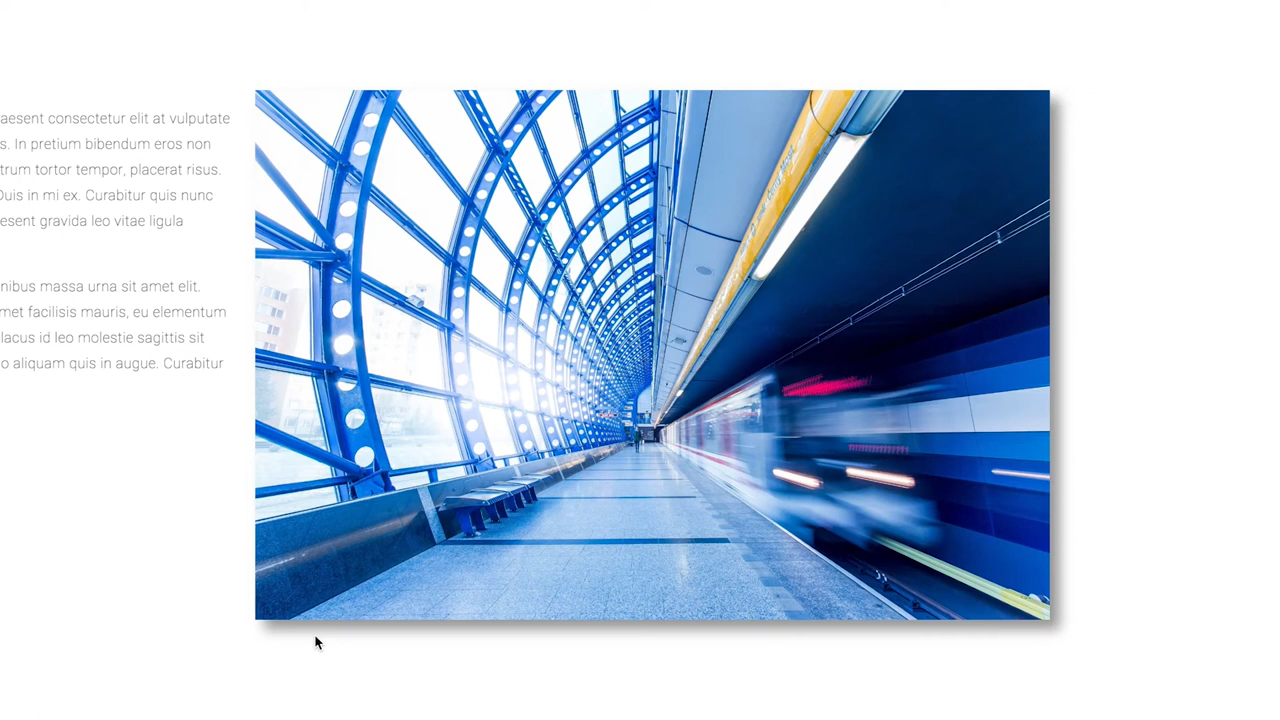 aesent consectetur elit at vulputate
s. In pretium bibendum eros non
trum tortor tempor, placerat risus.
Duis in mi ex. Curabitur quis nunc
esent gravida leo vitae ligula
nibus massa urna sit amet elit.
met facilisis mauris, eu elementum
lacus id leo molestie sagittis sit
o aliquam quis in augue. Curabitur